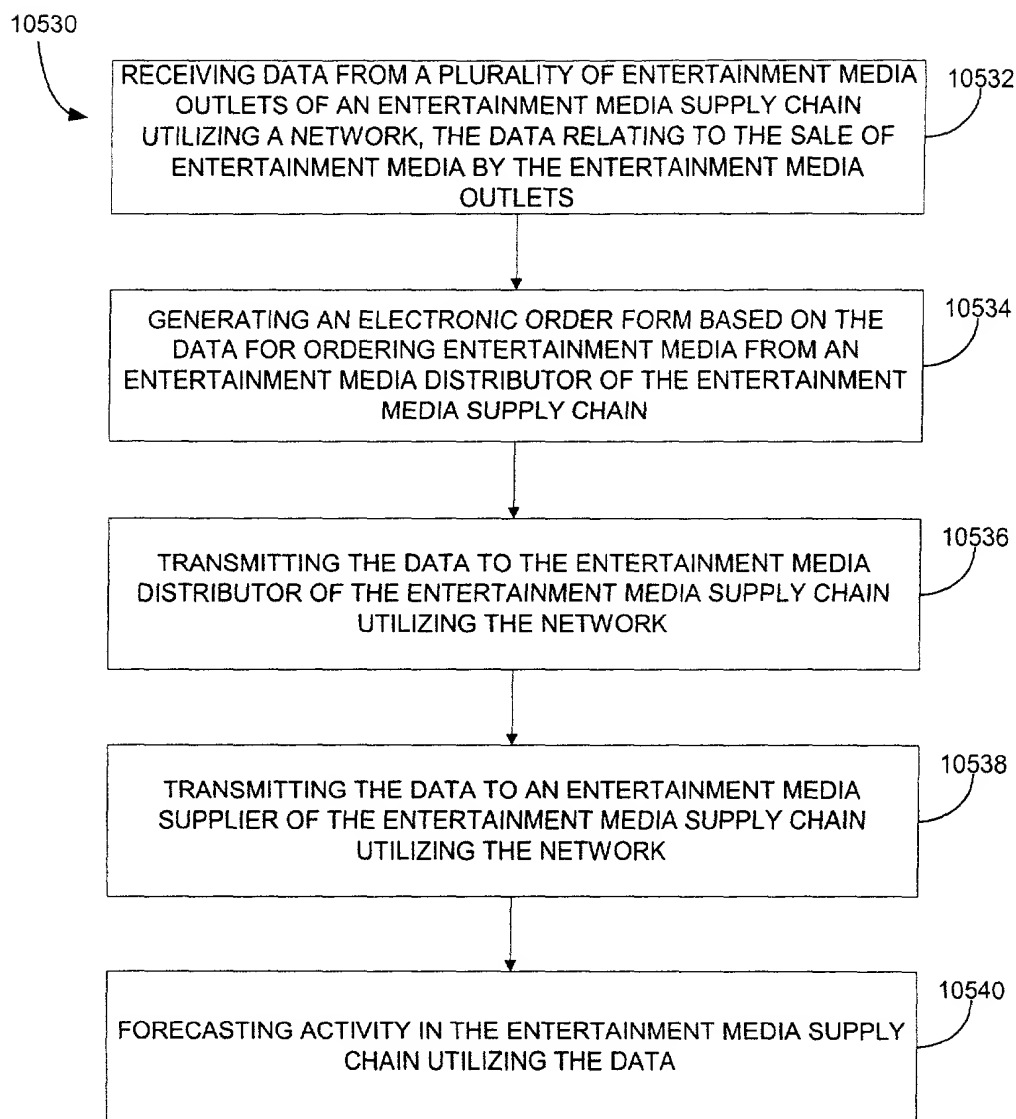 10530
RECEIVING DATA FROM A PLURALITY OF ENTERTAINMENT MEDIA
OUTLETS OF AN ENTERTAINMENT MEDIA SUPPLY CHAIN
UTILIZING A NETWORK, THE DATA RELATING TO THE SALE OF
ENTERTAINMENT MEDIA BY THE ENTERTAINMENT MEDIA
OUTLETS
10532
GENERATING AN ELECTRONIC ORDER FORM BASED ON THE
DATA FOR ORDERING ENTERTAINMENT MEDIA FROM AN
ENTERTAINMENT MEDIA DISTRIBUTOR OF THE ENTERTAINMENT
MEDIA SUPPLY CHAIN
10534
TRANSMITTING THE DATA TO THE ENTERTAINMENT MEDIA
DISTRIBUTOR OF THE ENTERTAINMENT MEDIA SUPPLY CHAIN
UTILIZING THE NETWORK
10536
TRANSMITTING THE DATA TO AN ENTERTAINMENT MEDIA
SUPPLIER OF THE ENTERTAINMENT MEDIA SUPPLY CHAIN
UTILIZING THE NETWORK
10538
FORECASTING ACTIVITY IN THE ENTERTAINMENT MEDIA SUPPLY
CHAIN UTILIZING THE DATA
10540